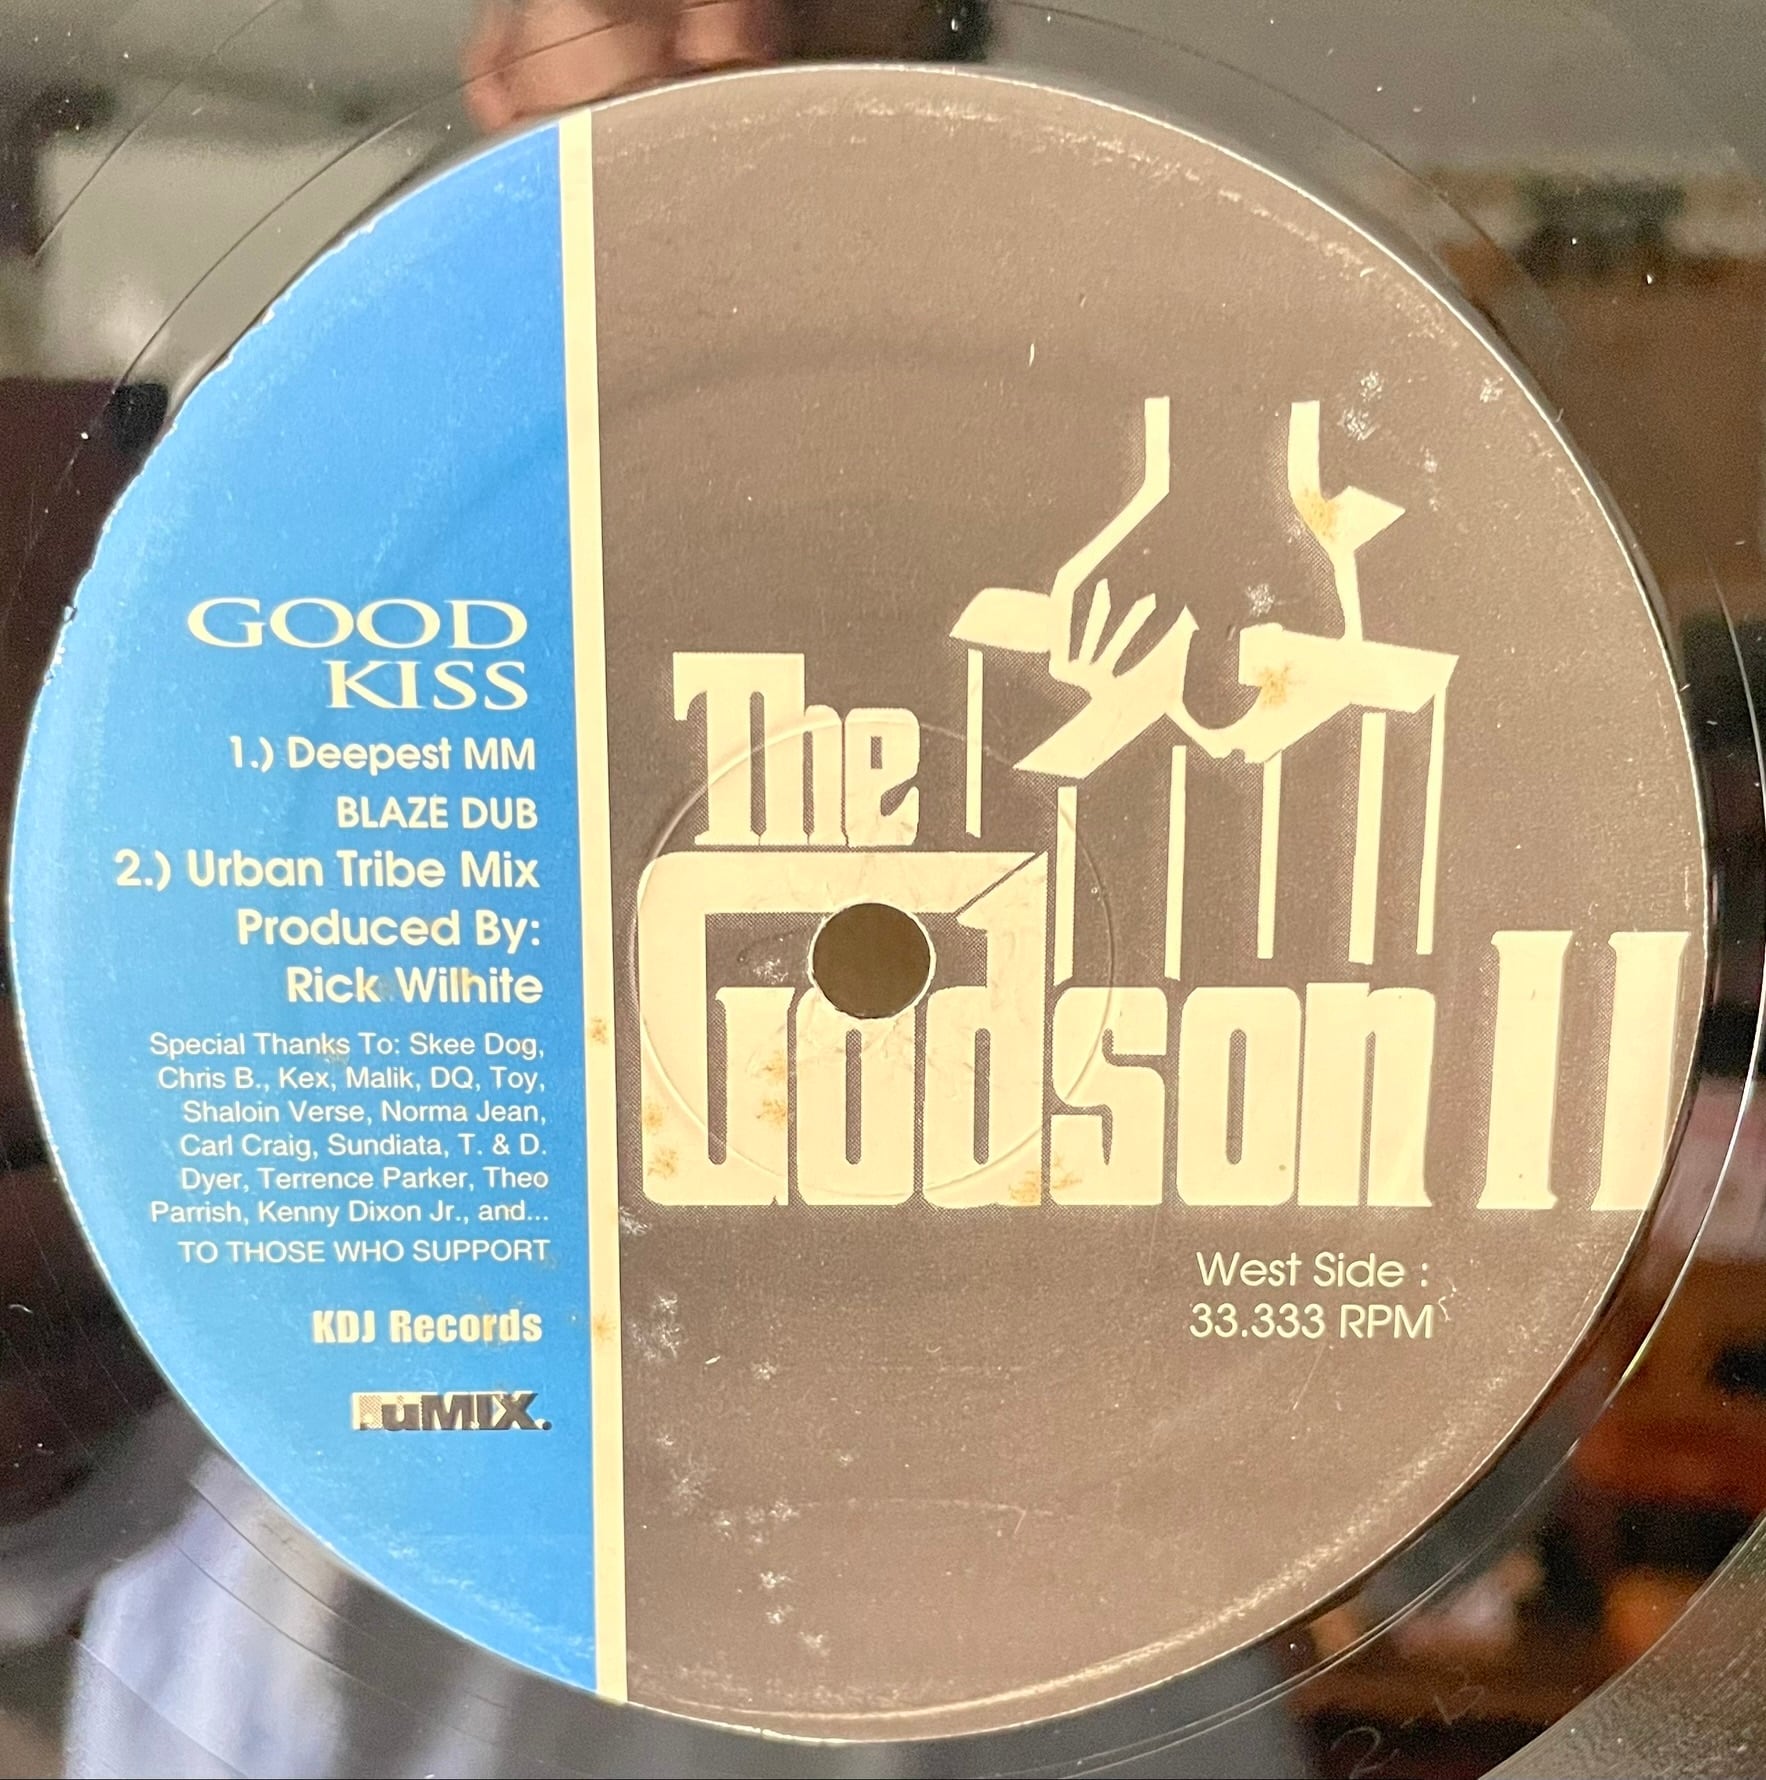 GOOD
KISS
1.) Deepest MM
BLAZE DUB
2.) Urban Tribe Mix
Produced By:
Rick Wilhite
Special Thanks To: Skee Dog,
Chris B., Kex, Malik, DQ, Toy,
Shaloin Verse, Norma Jean,
Carl Craig, Sundiata, T. & D.
Dyer, Terrence Parker, Theo
Parrish, Kenny Dixon Jr., and...
TO THOSE WHO SUPPORT
KDJ Records
The
Godson II
West Side :
33.333 RPM